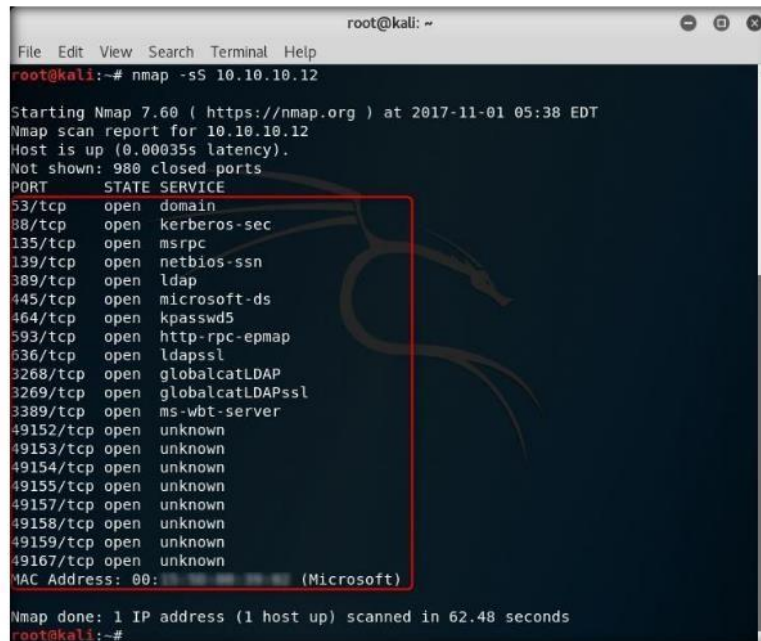 root@kali: ~
File Edit View Search Terminal Help
root@kali:~# nmap -sS 10.10.10.12
Starting Nmap 7.60 ( https://nmap.org ) at 2017-11-01 05:38 EDT
Nmap scan report for 10.10.10.12
Host is up (0.00035s latency).
Not shown: 980 closed ports
PORT STATE SERVICE
53/tcp open domain
88/tcp open kerberos-sec
135/tcp open msrpc
139/tcp open netbios-ssn
389/tcp open ldap
445/tcp open microsoft-ds
464/tcp open kpasswd5
593/tcp open http-rpc-epmap
636/tcp open ldapssl
3268/tcp open globalcatLDAP
3269/tcp open globalcatLDAPssl
3389/tcp open ms-wbt-server
49152/tcp open unknown
49153/tcp open unknown
49154/tcp open unknown
49155/tcp open unknown
49157/tcp open unknown
49158/tcp open unknown
49159/tcp open unknown
49167/tcp open unknown
MAC Address: 00: (Microsoft)
Nmap done: 1 IP address (1 host up) scanned in 62.48 seconds
root@kali:~#